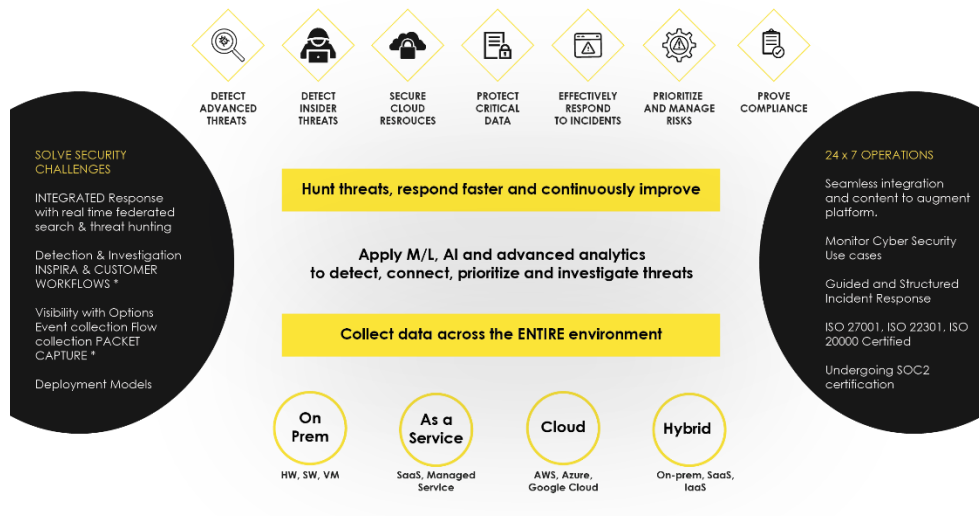 DETECT
ADVANCED
THREATS
DETECT
INSIDER
THREATS
SECURE
CLOUD
RESROUCES
PROTECT
CRITICAL
DATA
EFFECTIVELY
RESPOND
TO INCIDENTS
PRIORITIZE
AND MANAGE
RISKS
PROVE
COMPLIANCE
SOLVE SECURITY
CHALLENGES
INTEGRATED Response
with real time federated
search & threat hunting
Detection & Investigation
INSPIRA & CUSTOMER
WORKFLOWS *
Visibility with Options
Event collection Flow
collection PACKET
CAPTURE *
Deployment Models
Hunt threats, respond faster and continuously improve
Apply M/L, AI and advanced analytics
to detect, connect, prioritize and investigate threats
Collect data across the ENTIRE environment
On
Prem
HW, SW, VM
As a
Service
SaaS, Managed
Service
Cloud
AWS, Azure,
Google Cloud
Hybrid
On-prem, SaaS,
IaaS
24 x 7 OPERATIONS
Seamless integration
and content to augment
platform.
Monitor Cyber Security
Use cases
Guided and Structured
Incident Response
ISO 27001, ISO 22301, ISO
20000 Certified
Undergoing SOC2
certification